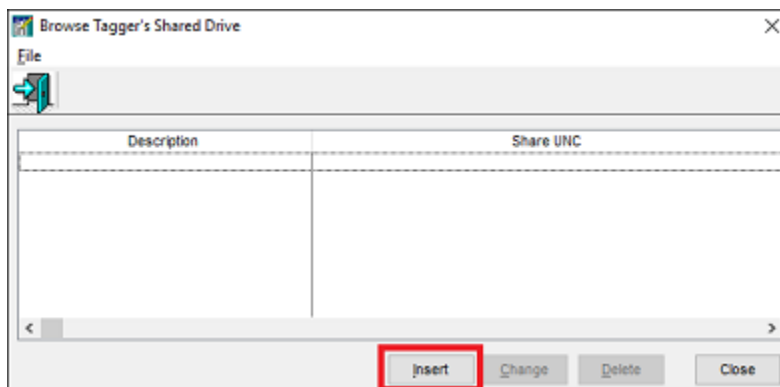 Browse Tagger's Shared Drive
File
Description Share UNC
Insert Change Delete Close